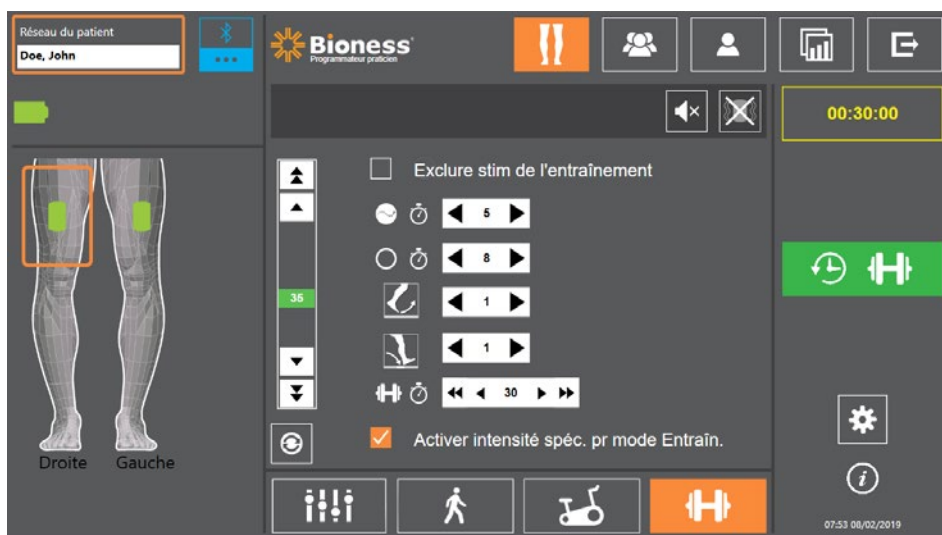 Réseau du patient
Doe, John
Bioness
Programmateur praticien
00:30:00
Exclure stim de l'entraînement
5
8
35
1
1
30
Activer intensité spéc. pr mode Entraîn.
Droite Gauche
07:53 08/02/2019